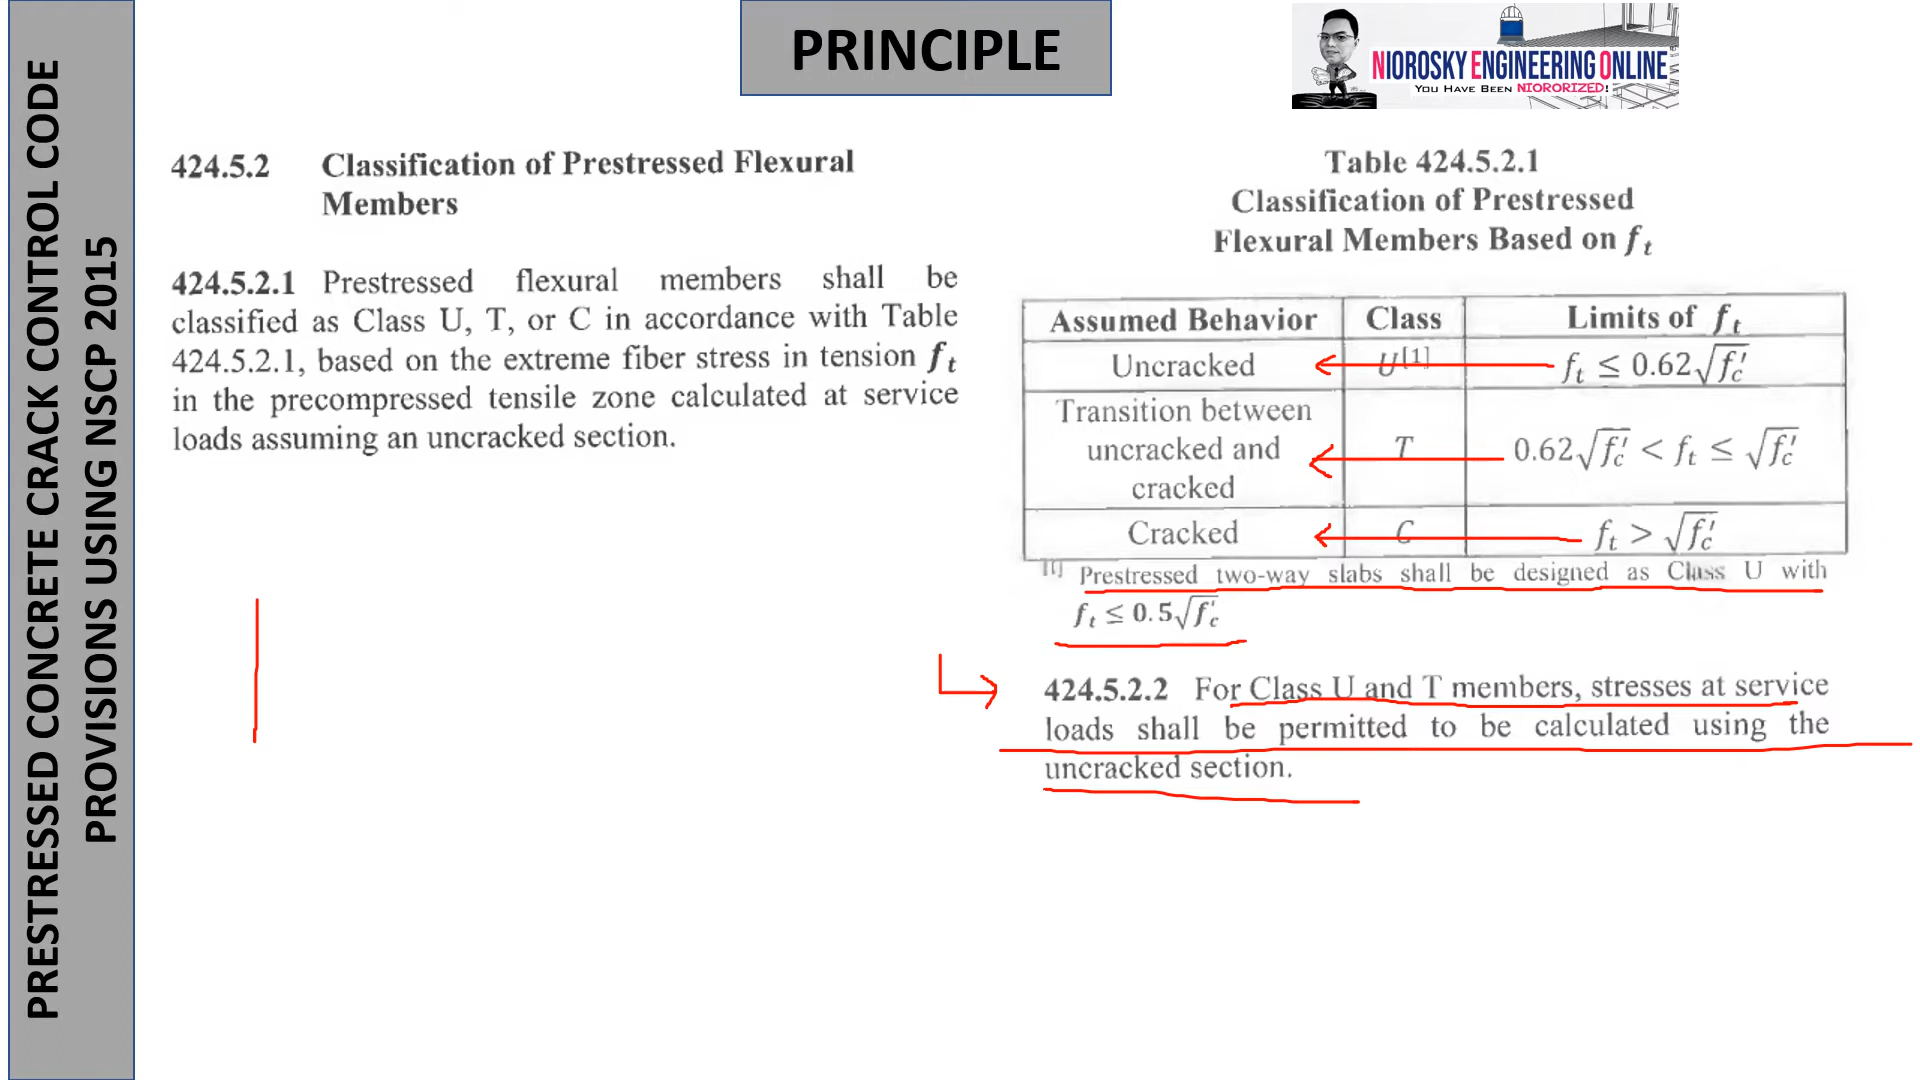 PRESTRESSED CONCRETE CRACK CONTROL CODE
PROVISIONS USING NSCP 2015
PRINCIPLE
NIOROSKY ENGINEERING ONLINE
YOU HAVE BEEN NIORORIZED!
424.5.2 Classification of Prestressed Flexural
Members
424.5.2.1 Prestressed flexural members shall be
classified as Class U, T, or C in accordance with Table
424.5.2.1, based on the extreme fiber stress in tension f_t
in the precompressed tensile zone calculated at service
loads assuming an uncracked section.
Table 424.5.2.1
Classification of Prestressed
Flexural Members Based on f_t
Assumed Behavior Class Limits of f_t
Uncracked U[1] f_t ≤ 0.62√f'_c
Transition between
uncracked and T 0.62√f'_c < f_t ≤ √f'_c
cracked
Cracked C f_t > √f'_c
[1] Prestressed two-way slabs shall be designed as Class U with
f_t ≤ 0.5√f'_c
424.5.2.2 For Class U and T members, stresses at service
loads shall be permitted to be calculated using the
uncracked section.